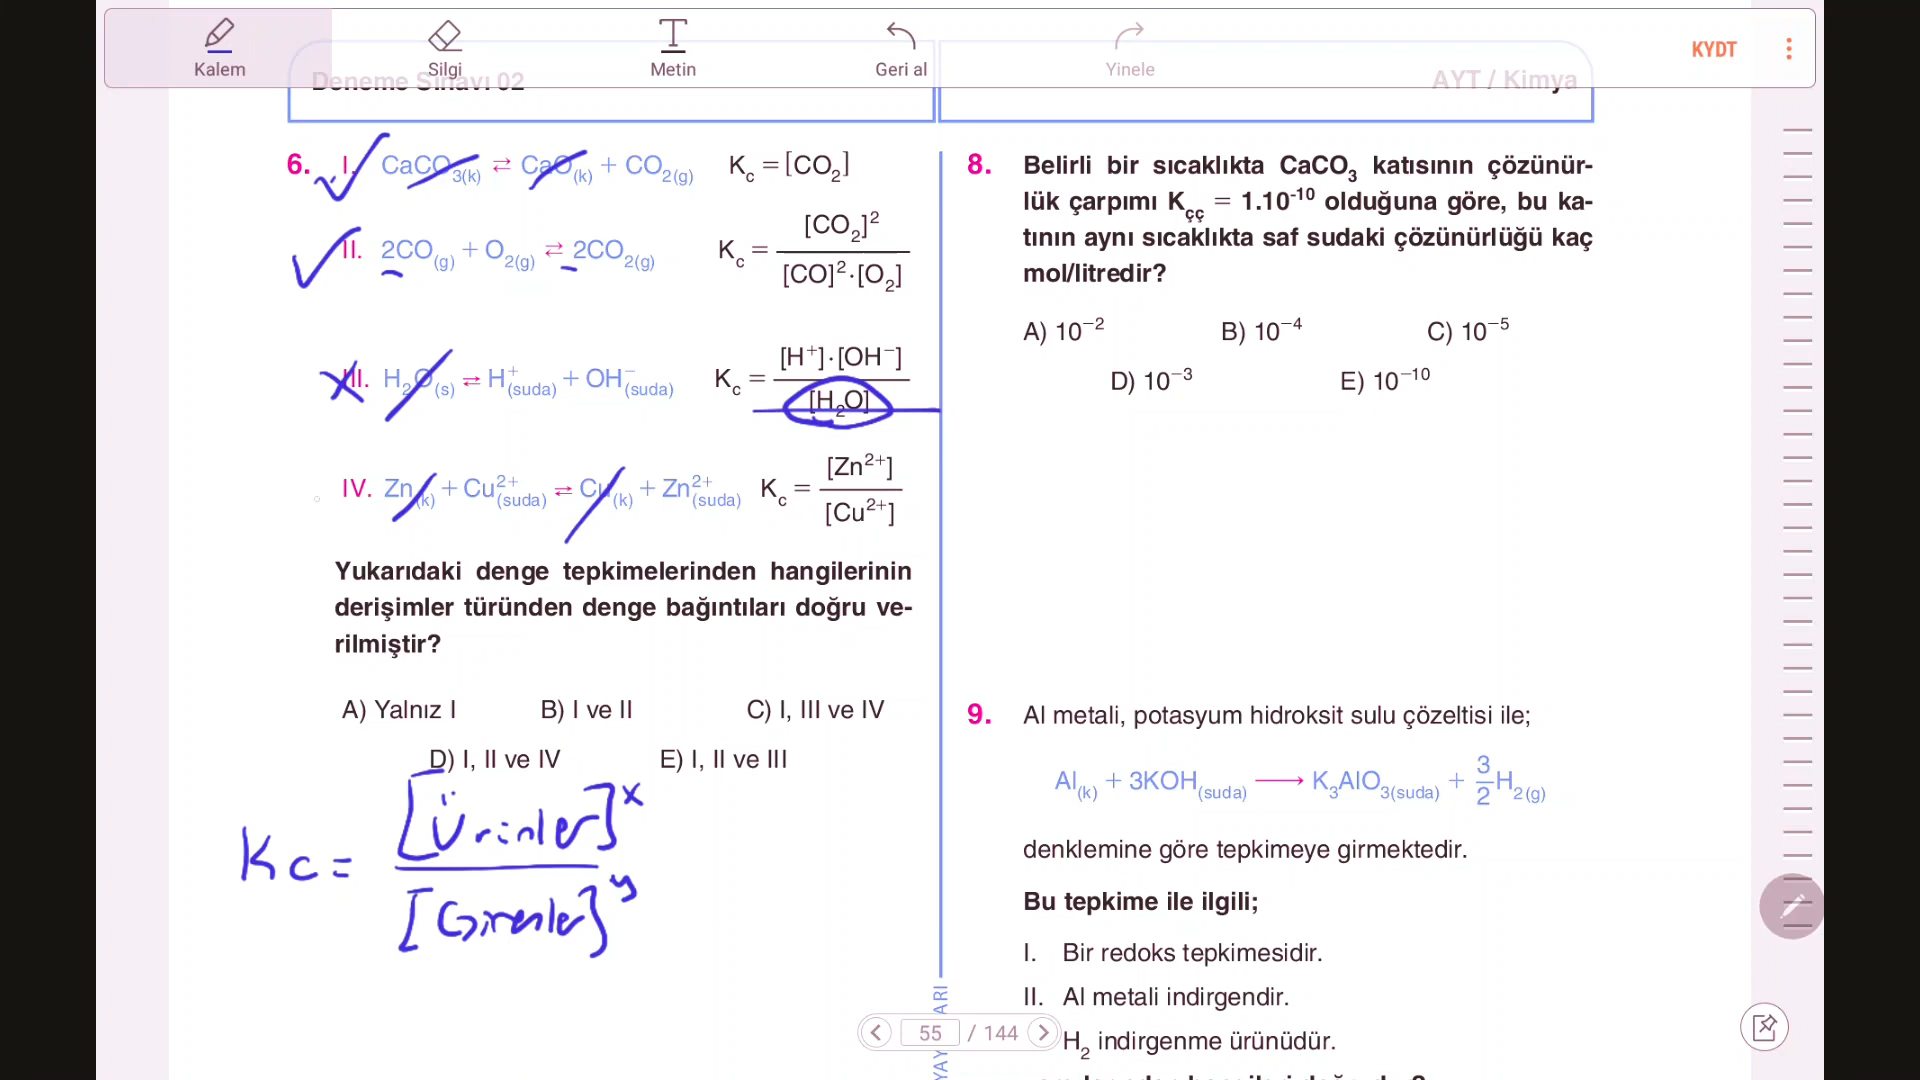 Kalem
Silgi
Metin
Geri al
Yinele
KYDT
Deneme Sınavı 02
AYT / Kimya
6. I. CaCO3(k) ⇄ CaO(k) + CO2(g) Kc = [CO2]
II. 2CO(g) + O2(g) ⇄ 2CO2(g) Kc = [CO2]² / [CO]²·[O2]
III. H2O(s) ⇄ H⁺(suda) + OH⁻(suda) Kc = [H⁺]·[OH⁻] / [H2O]
IV. Zn(k) + Cu²⁺(suda) ⇄ Cu(k) + Zn²⁺(suda) Kc = [Zn²⁺] / [Cu²⁺]
Yukarıdaki denge tepkimelerinden hangilerinin
derişimler türünden denge bağıntıları doğru ve-
rilmiştir?
A) Yalnız I B) I ve II C) I, III ve IV
D) I, II ve IV E) I, II ve III
Kc = [Ürünler]ˣ / [Girenler]ʸ
8. Belirli bir sıcaklıkta CaCO3 katısının çözünür-
lük çarpımı Kçç = 1.10⁻¹⁰ olduğuna göre, bu ka-
tının aynı sıcaklıkta saf sudaki çözünürlüğü kaç
mol/litredir?
A) 10⁻² B) 10⁻⁴ C) 10⁻⁵
D) 10⁻³ E) 10⁻¹⁰
9. Al metali, potasyum hidroksit sulu çözeltisi ile;
Al(k) + 3KOH(suda) ⟶ K3AlO3(suda) + 3/2 H2(g)
denklemine göre tepkimeye girmektedir.
Bu tepkime ile ilgili;
I. Bir redoks tepkimesidir.
II. Al metali indirgendir.
H2 indirgenme ürünüdür.
55 / 144